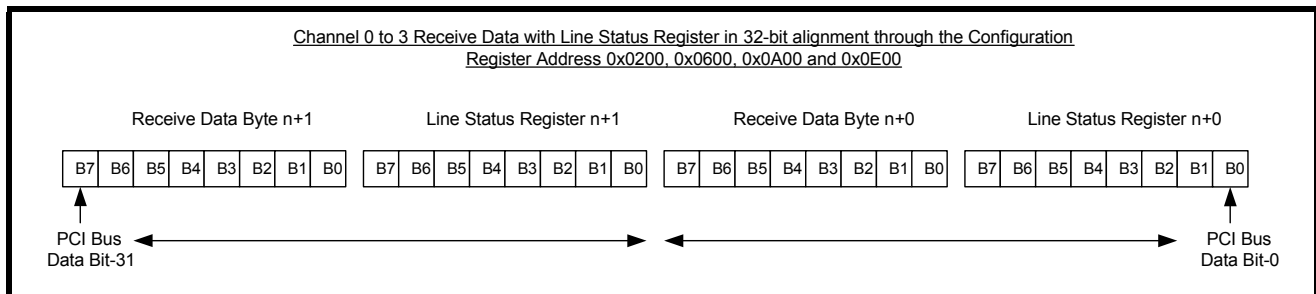 Channel 0 to 3 Receive Data with Line Status Register in 32-bit alignment through the Configuration
Register Address 0x0200, 0x0600, 0x0A00 and 0x0E00
Receive Data Byte n+1 Line Status Register n+1 Receive Data Byte n+0 Line Status Register n+0
B7 B6 B5 B4 B3 B2 B1 B0 B7 B6 B5 B4 B3 B2 B1 B0 B7 B6 B5 B4 B3 B2 B1 B0 B7 B6 B5 B4 B3 B2 B1 B0
PCI Bus PCI Bus
Data Bit-31 Data Bit-0